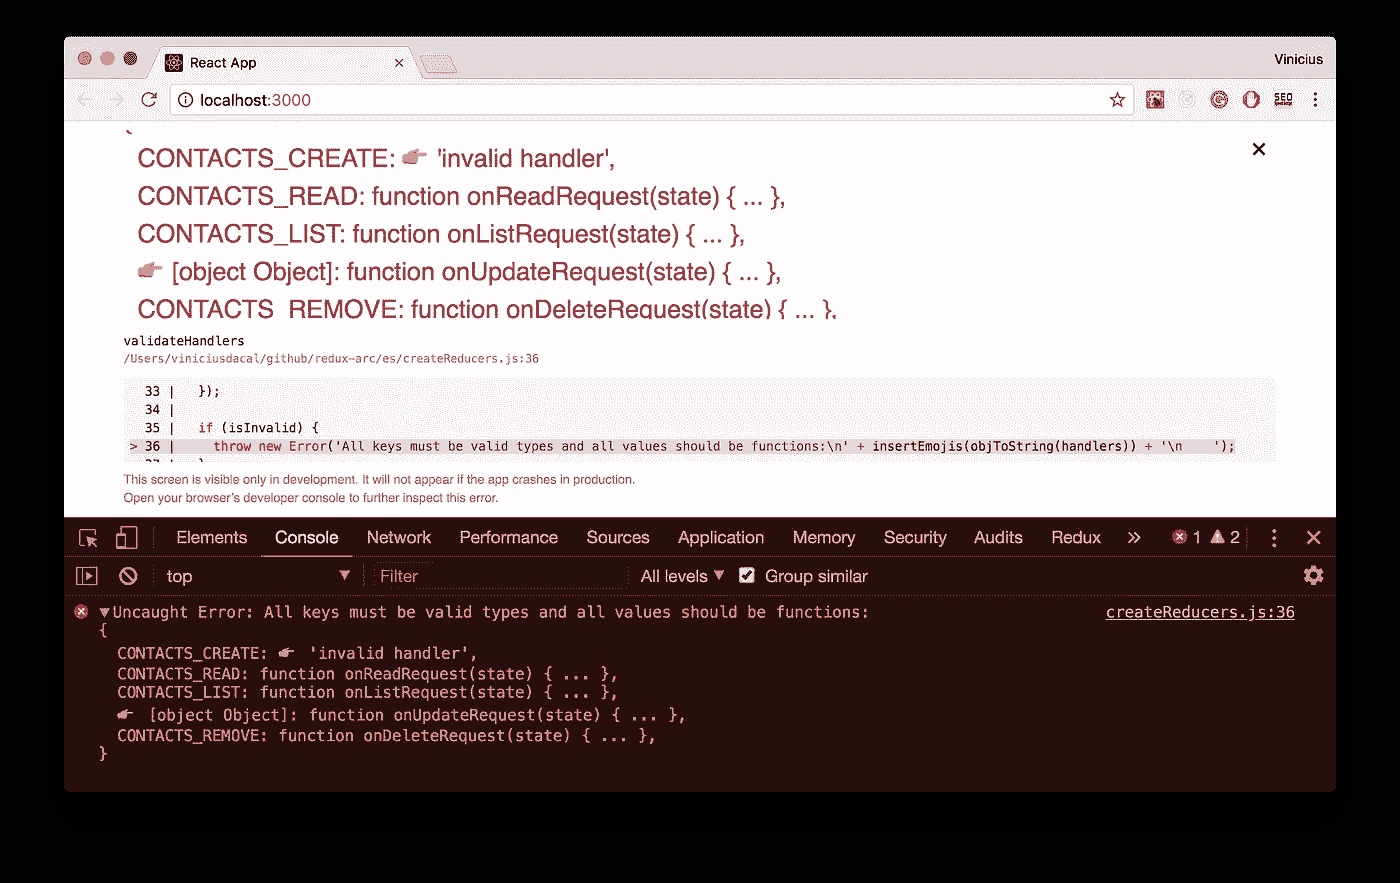 React App
Vinicius
localhost:3000
SEO
{
CONTACTS_CREATE: 👉 'invalid handler',
CONTACTS_READ: function onReadRequest(state) { ... },
CONTACTS_LIST: function onListRequest(state) { ... },
👉 [object Object]: function onUpdateRequest(state) { ... },
CONTACTS_REMOVE: function onDeleteRequest(state) { ... },
validateHandlers
/Users/viniciusdacal/github/redux-arc/es/createReducers.js:36
33 | });
34 |
35 | if (isInvalid) {
> 36 | throw new Error('All keys must be valid types and all values should be functions:\n' + insertEmojis(objToString(handlers)) + '\n    ');
This screen is visible only in development. It will not appear if the app crashes in production.
Open your browser's developer console to further inspect this error.
Elements Console Network Performance Sources Application Memory Security Audits Redux » 1 2
top Filter All levels Group similar
Uncaught Error: All keys must be valid types and all values should be functions: createReducers.js:36
{
CONTACTS_CREATE: 👉 'invalid handler',
CONTACTS_READ: function onReadRequest(state) { ... },
CONTACTS_LIST: function onListRequest(state) { ... },
👉 [object Object]: function onUpdateRequest(state) { ... },
CONTACTS_REMOVE: function onDeleteRequest(state) { ... },
}